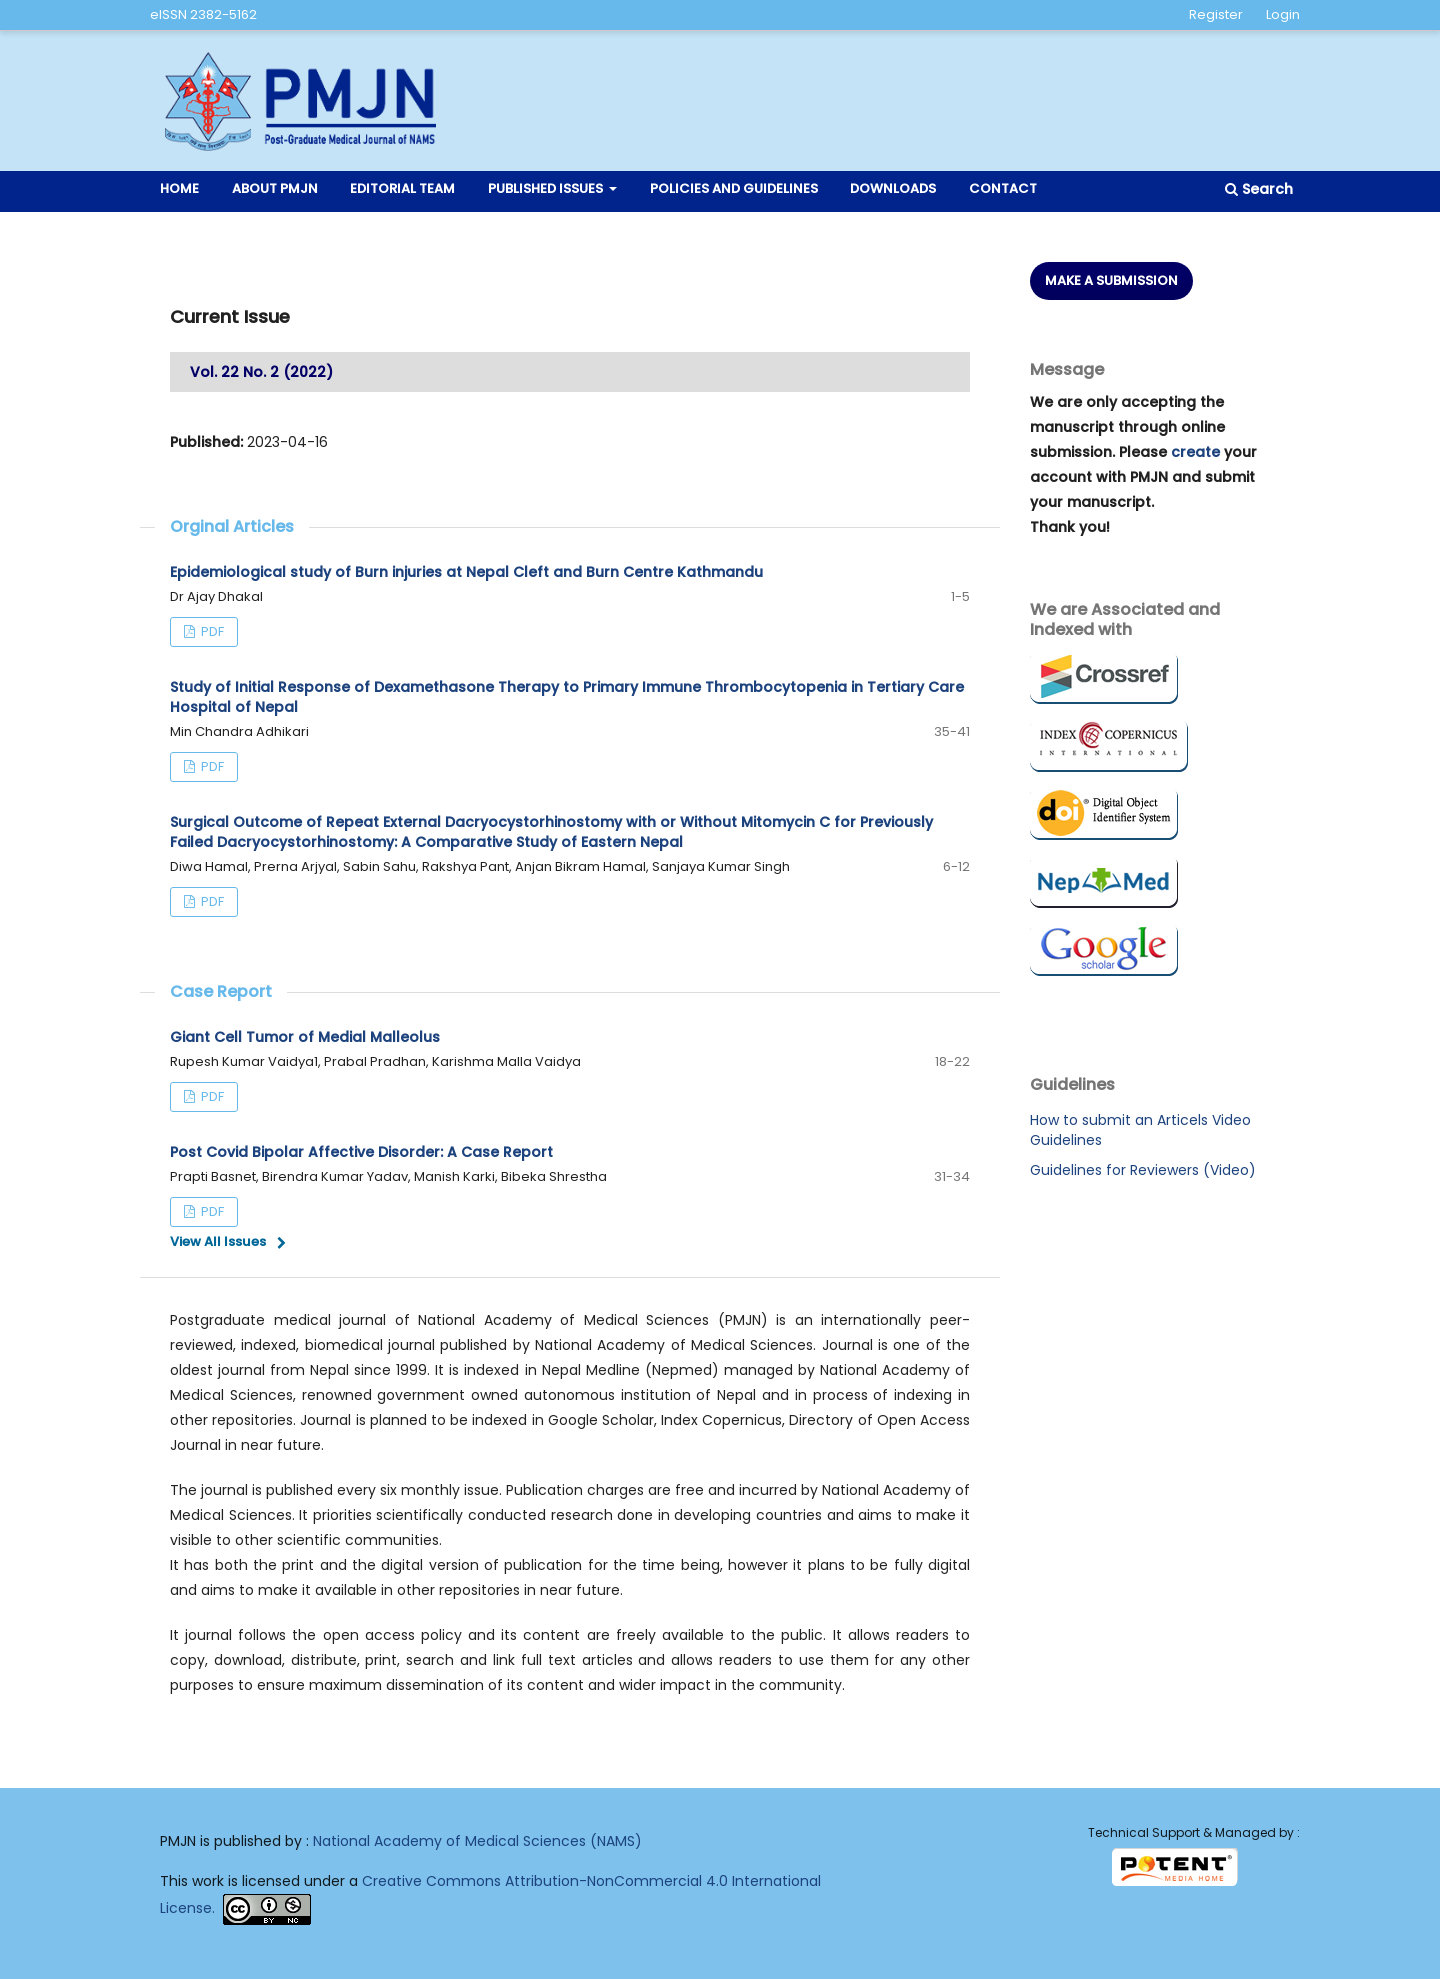 eISSN 2382-5162
Register Login
PMJN
Post-Graduate Medical Journal of NAMS
HOME ABOUT PMJN EDITORIAL TEAM PUBLISHED ISSUES POLICIES AND GUIDELINES DOWNLOADS CONTACT Search
Current Issue
Vol. 22 No. 2 (2022)
Published: 2023-04-16
Orginal Articles
Epidemiological study of Burn injuries at Nepal Cleft and Burn Centre Kathmandu
Dr Ajay Dhakal 1-5
PDF
Study of Initial Response of Dexamethasone Therapy to Primary Immune Thrombocytopenia in Tertiary Care
Hospital of Nepal
Min Chandra Adhikari 35-41
PDF
Surgical Outcome of Repeat External Dacryocystorhinostomy with or Without Mitomycin C for Previously
Failed Dacryocystorhinostomy: A Comparative Study of Eastern Nepal
Diwa Hamal, Prerna Arjyal, Sabin Sahu, Rakshya Pant, Anjan Bikram Hamal, Sanjaya Kumar Singh 6-12
PDF
Case Report
Giant Cell Tumor of Medial Malleolus
Rupesh Kumar Vaidya1, Prabal Pradhan, Karishma Malla Vaidya 18-22
PDF
Post Covid Bipolar Affective Disorder: A Case Report
Prapti Basnet, Birendra Kumar Yadav, Manish Karki, Bibeka Shrestha 31-34
PDF
View All Issues
Postgraduate medical journal of National Academy of Medical Sciences (PMJN) is an internationally peer-
reviewed, indexed, biomedical journal published by National Academy of Medical Sciences. Journal is one of the
oldest journal from Nepal since 1999. It is indexed in Nepal Medline (Nepmed) managed by National Academy of
Medical Sciences, renowned government owned autonomous institution of Nepal and in process of indexing in
other repositories. Journal is planned to be indexed in Google Scholar, Index Copernicus, Directory of Open Access
Journal in near future.
The journal is published every six monthly issue. Publication charges are free and incurred by National Academy of
Medical Sciences. It priorities scientifically conducted research done in developing countries and aims to make it
visible to other scientific communities.
It has both the print and the digital version of publication for the time being, however it plans to be fully digital
and aims to make it available in other repositories in near future.
It journal follows the open access policy and its content are freely available to the public. It allows readers to
copy, download, distribute, print, search and link full text articles and allows readers to use them for any other
purposes to ensure maximum dissemination of its content and wider impact in the community.
MAKE A SUBMISSION
Message
We are only accepting the
manuscript through online
submission. Please create your
account with PMJN and submit
your manuscript.
Thank you!
We are Associated and
Indexed with
Crossref
INDEX COPERNICUS
INTERNATIONAL
doi® Digital Object
Identifier System
Nep Med
Google
scholar
Guidelines
How to submit an Articels Video
Guidelines
Guidelines for Reviewers (Video)
PMJN is published by : National Academy of Medical Sciences (NAMS)
This work is licensed under a Creative Commons Attribution-NonCommercial 4.0 International
License. cc BY NC
Technical Support & Managed by :
POTENT®
MEDIA HOME